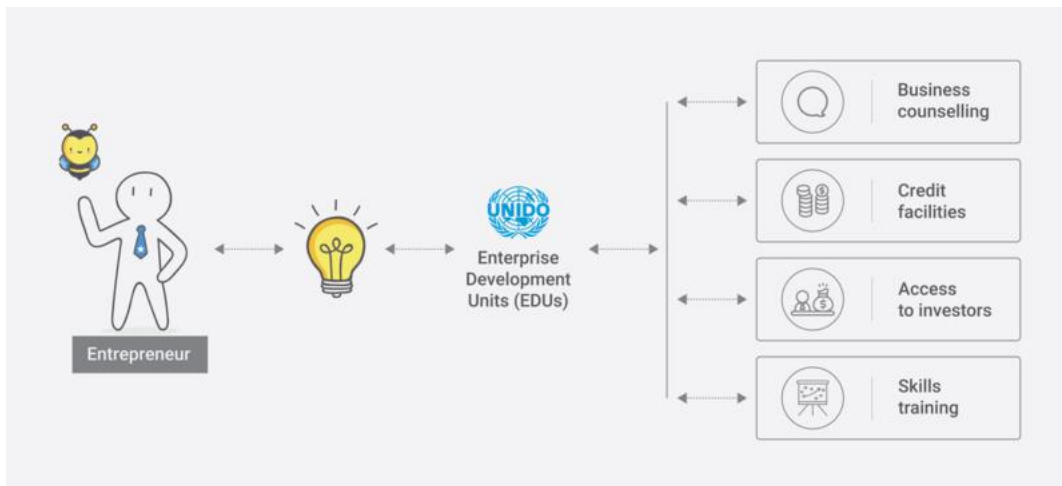 Entrepreneur
UNIDO
Enterprise
Development
Units (EDUs)
Business
counselling
Credit
facilities
Access
to investors
Skills
training